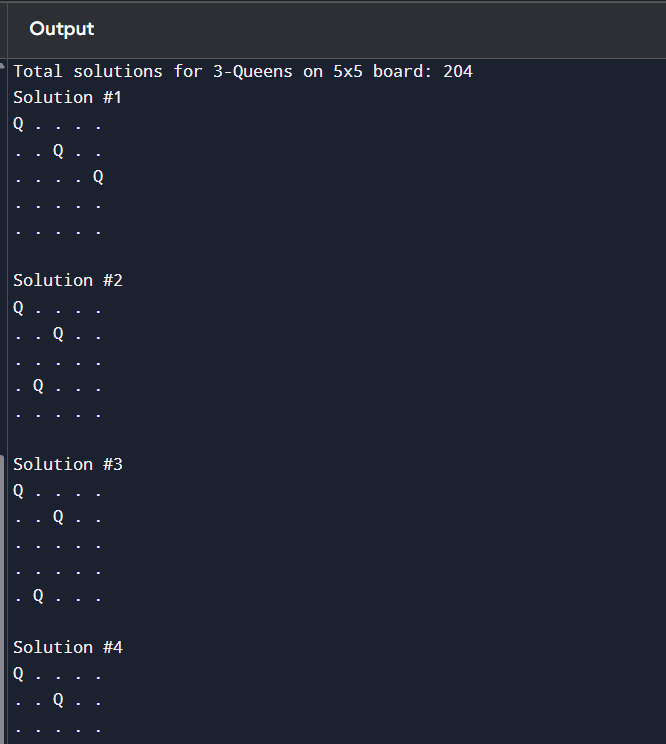 Output
Total solutions for 3-Queens on 5x5 board: 204
Solution #1
Q . . . .
. . Q . .
. . . . Q
. . . . .
. . . . .
Solution #2
Q . . . .
. . Q . .
. . . . .
. Q . . .
. . . . .
Solution #3
Q . . . .
. . Q . .
. . . . .
. . . . .
. Q . . .
Solution #4
Q . . . .
. . Q . .
. . . . .